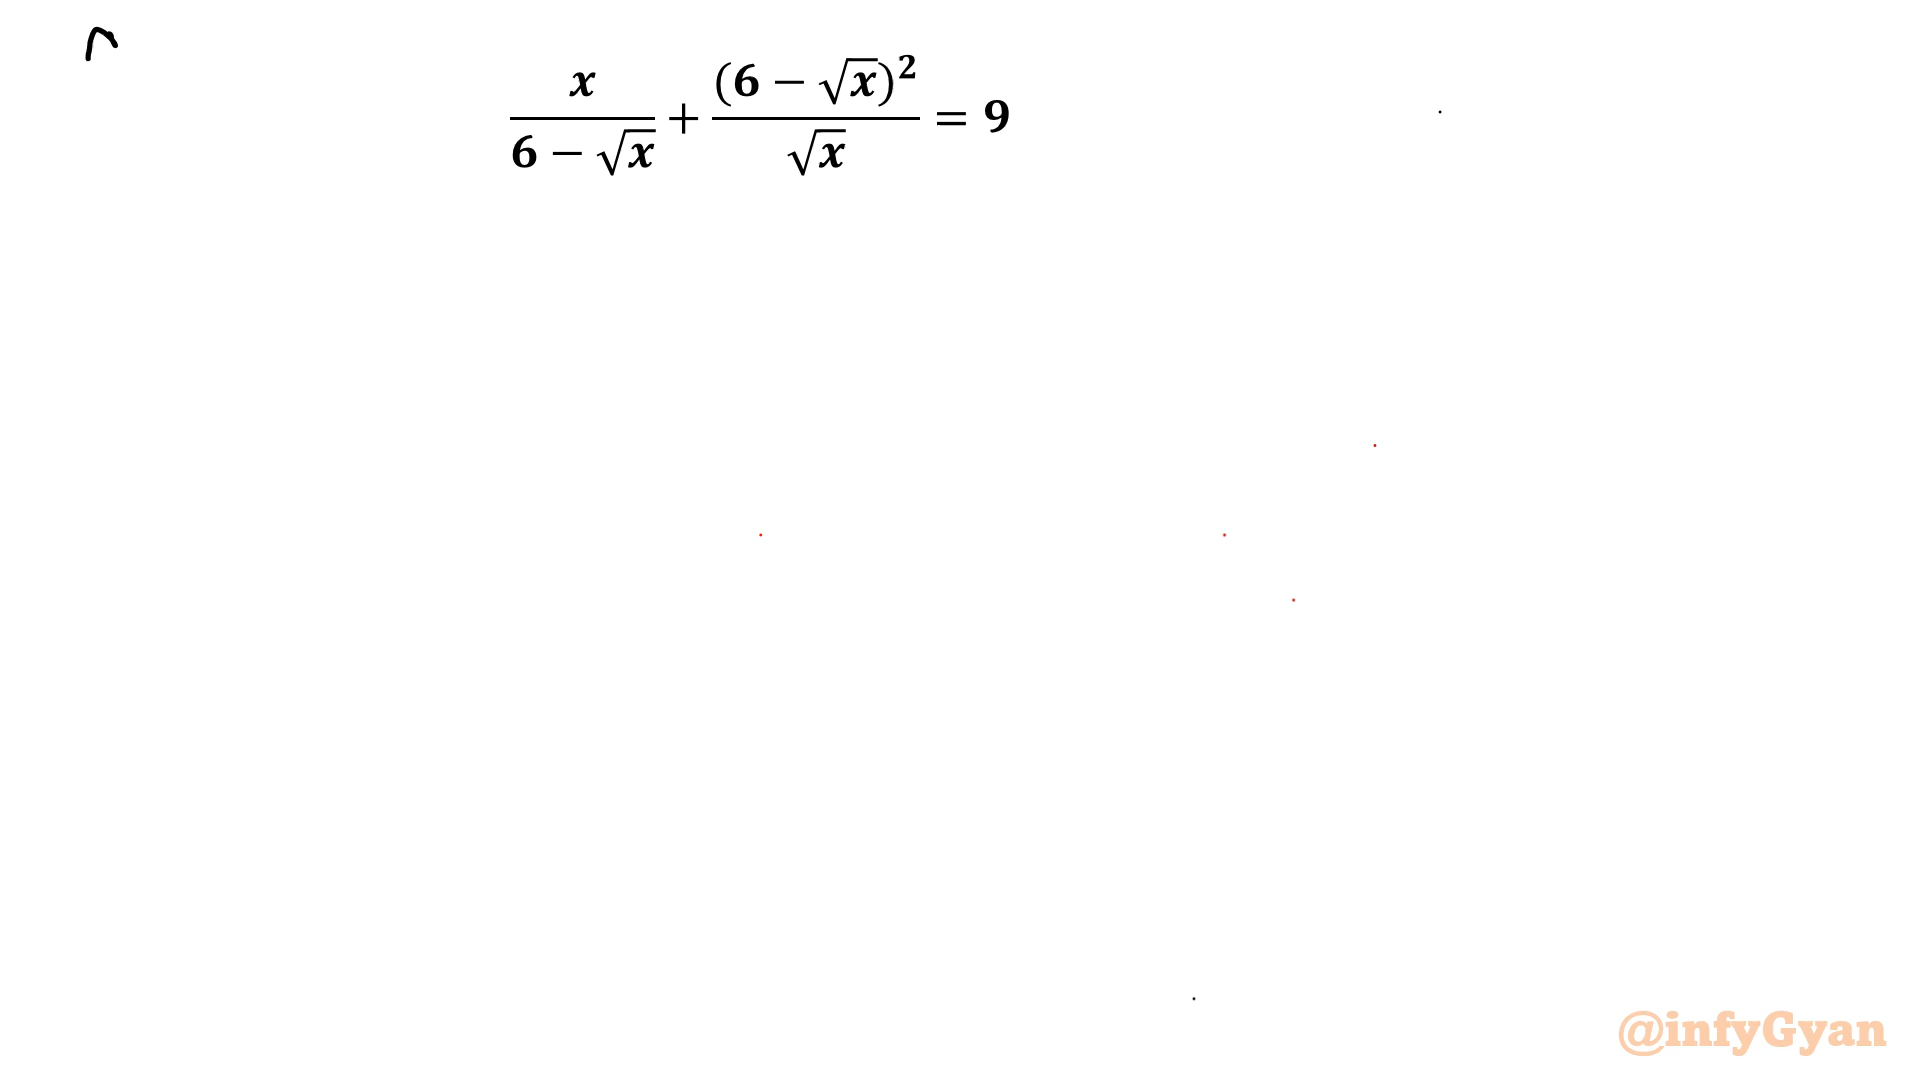 x/(6 − √x) + (6 − √x)²/√x = 9
@infyGyan